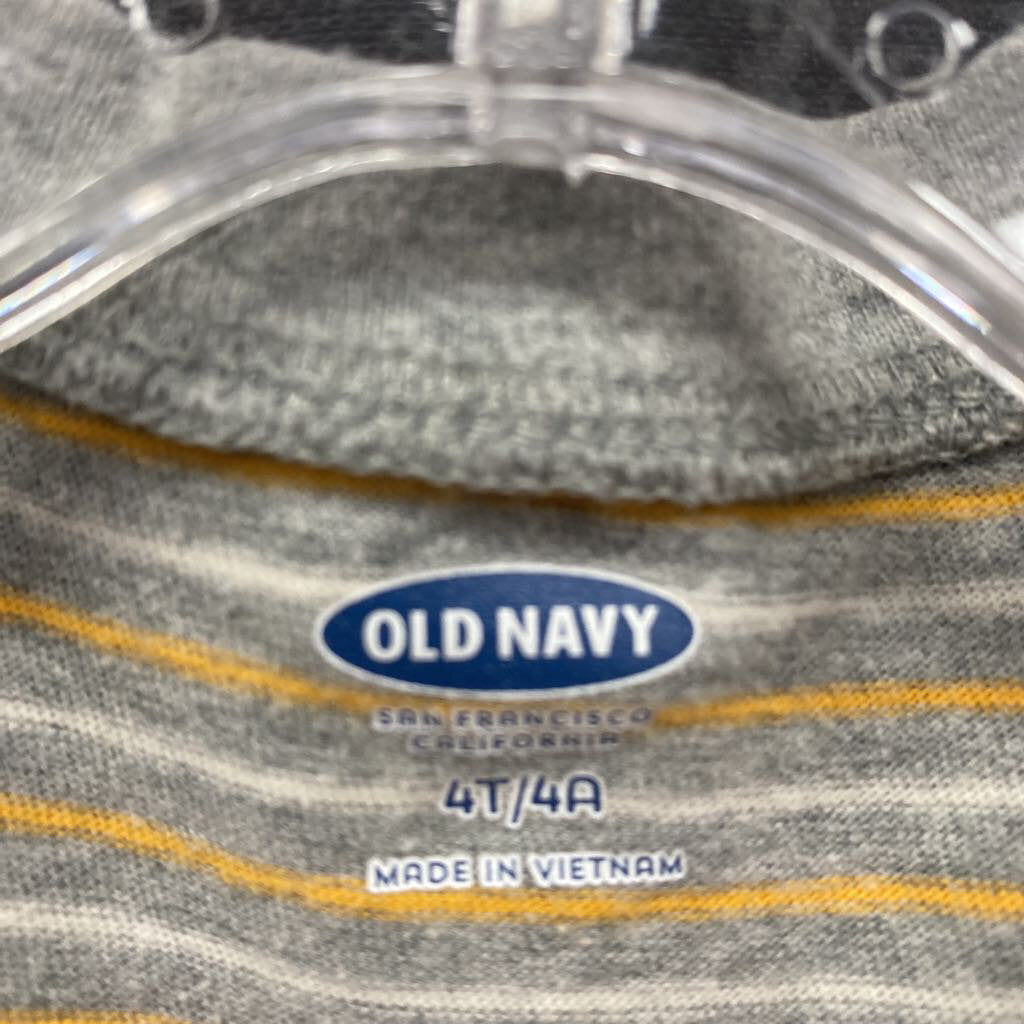 OLD NAVY
SAN FRANCISCO
CALIFORNIA
4T/4A
MADE IN VIETNAM